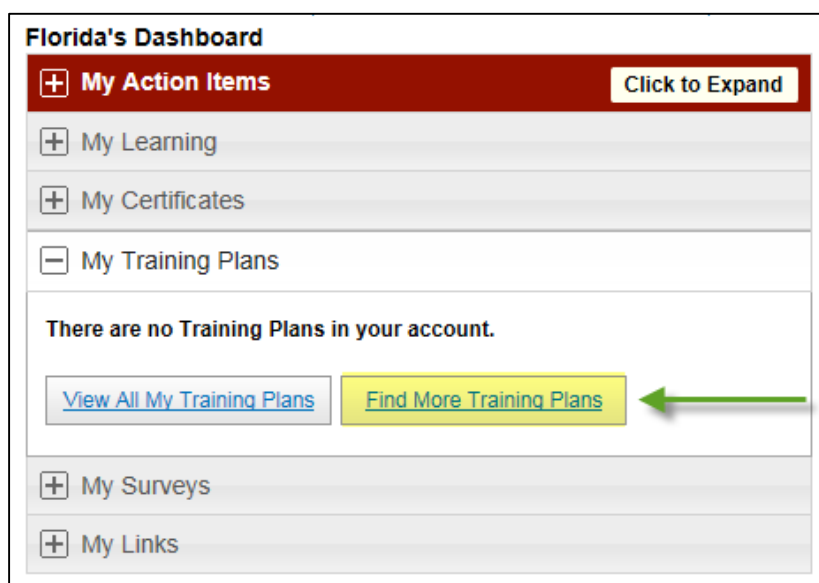 Florida's Dashboard
My Action Items Click to Expand
My Learning
My Certificates
My Training Plans
There are no Training Plans in your account.
View All My Training Plans Find More Training Plans
My Surveys
My Links